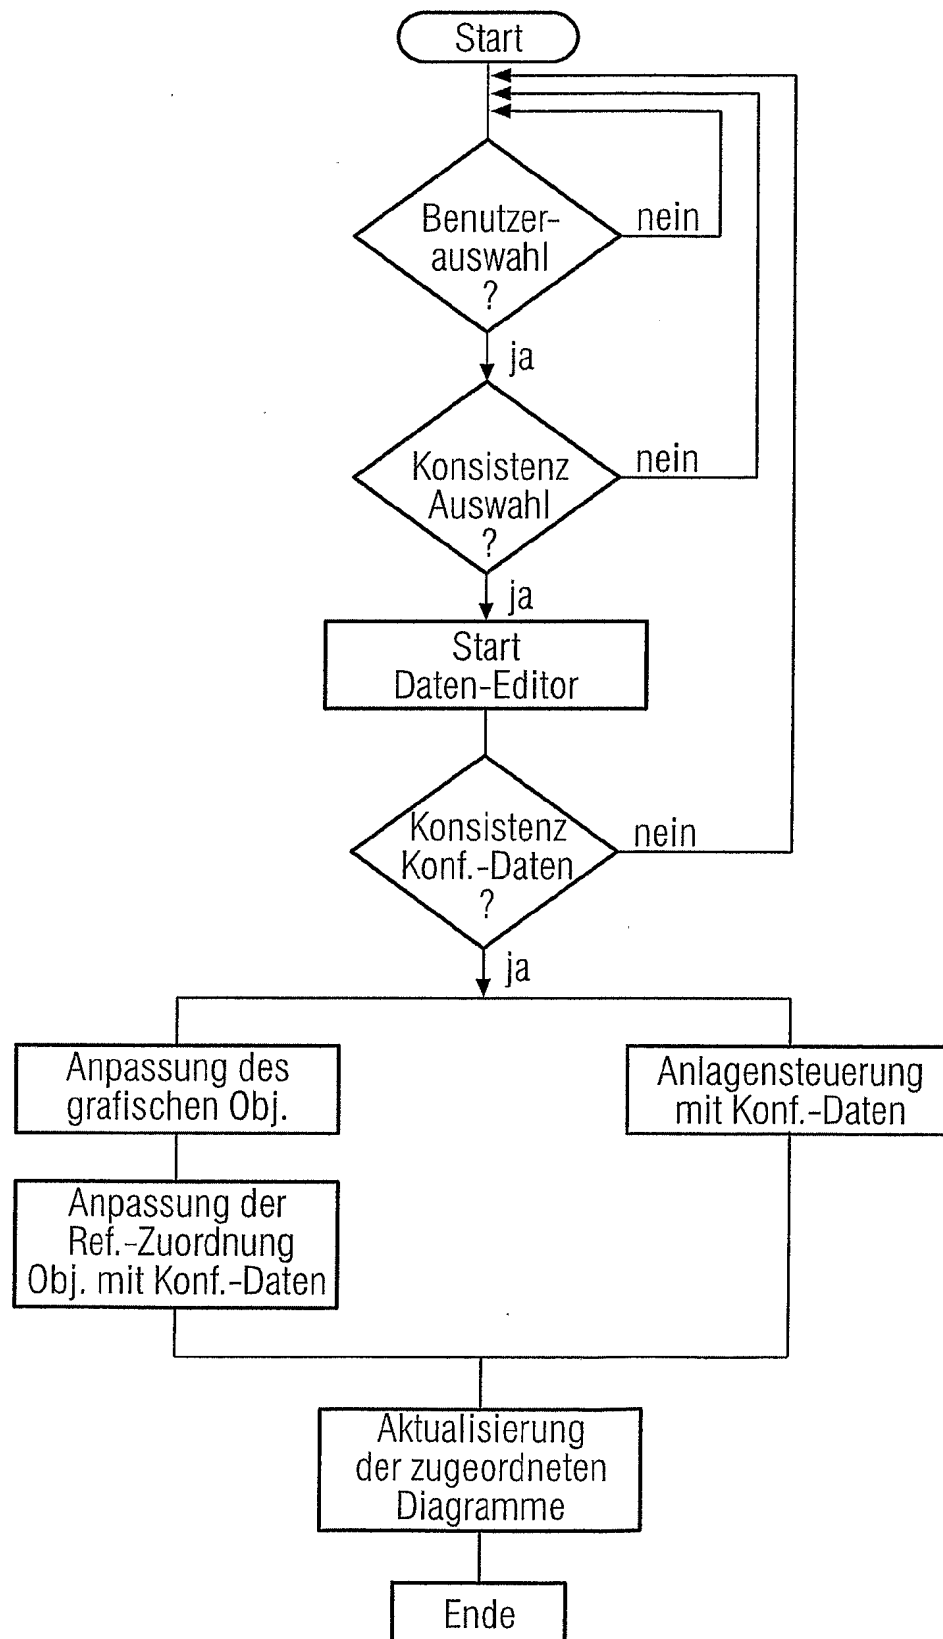 Start
Benutzer-
auswahl
?
nein
ja
Konsistenz
Auswahl
?
nein
ja
Start
Daten-Editor
Konsistenz
Konf.-Daten
?
nein
ja
Anpassung des
grafischen Obj.
Anlagensteuerung
mit Konf.-Daten
Anpassung der
Ref.-Zuordnung
Obj. mit Konf.-Daten
Aktualisierung
der zugeordneten
Diagramme
Ende